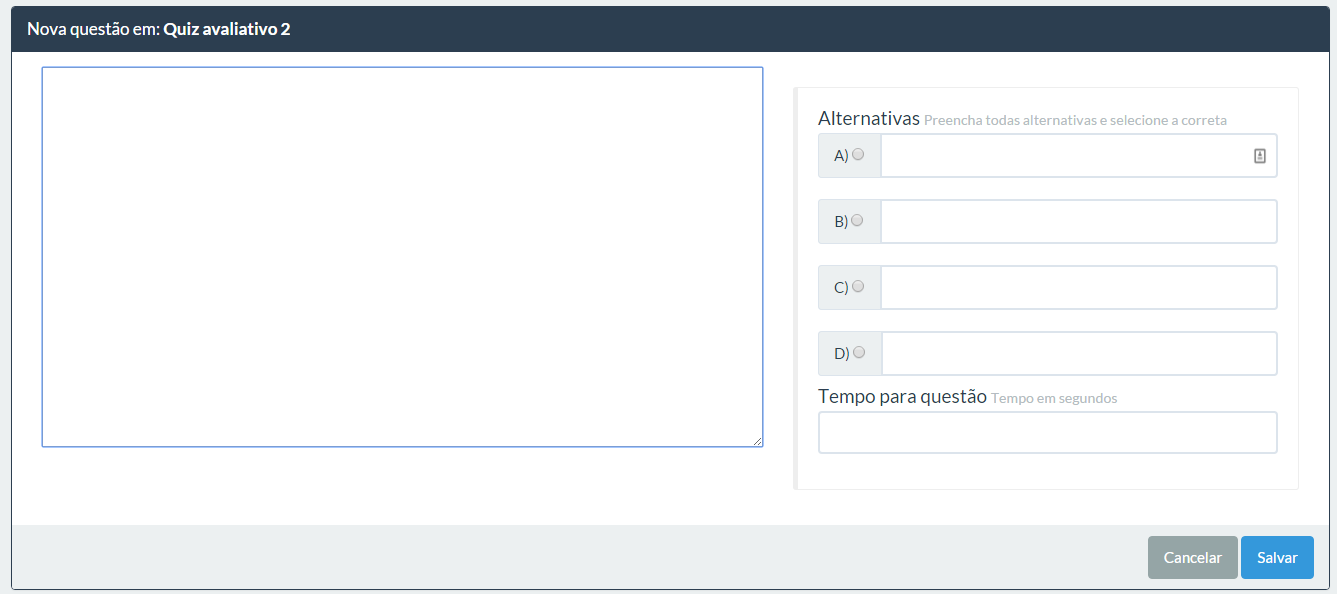 Nova questão em: Quiz avaliativo 2
Alternativas Preencha todas alternativas e selecione a correta
A)
B)
C)
D)
Tempo para questão Tempo em segundos
Cancelar Salvar